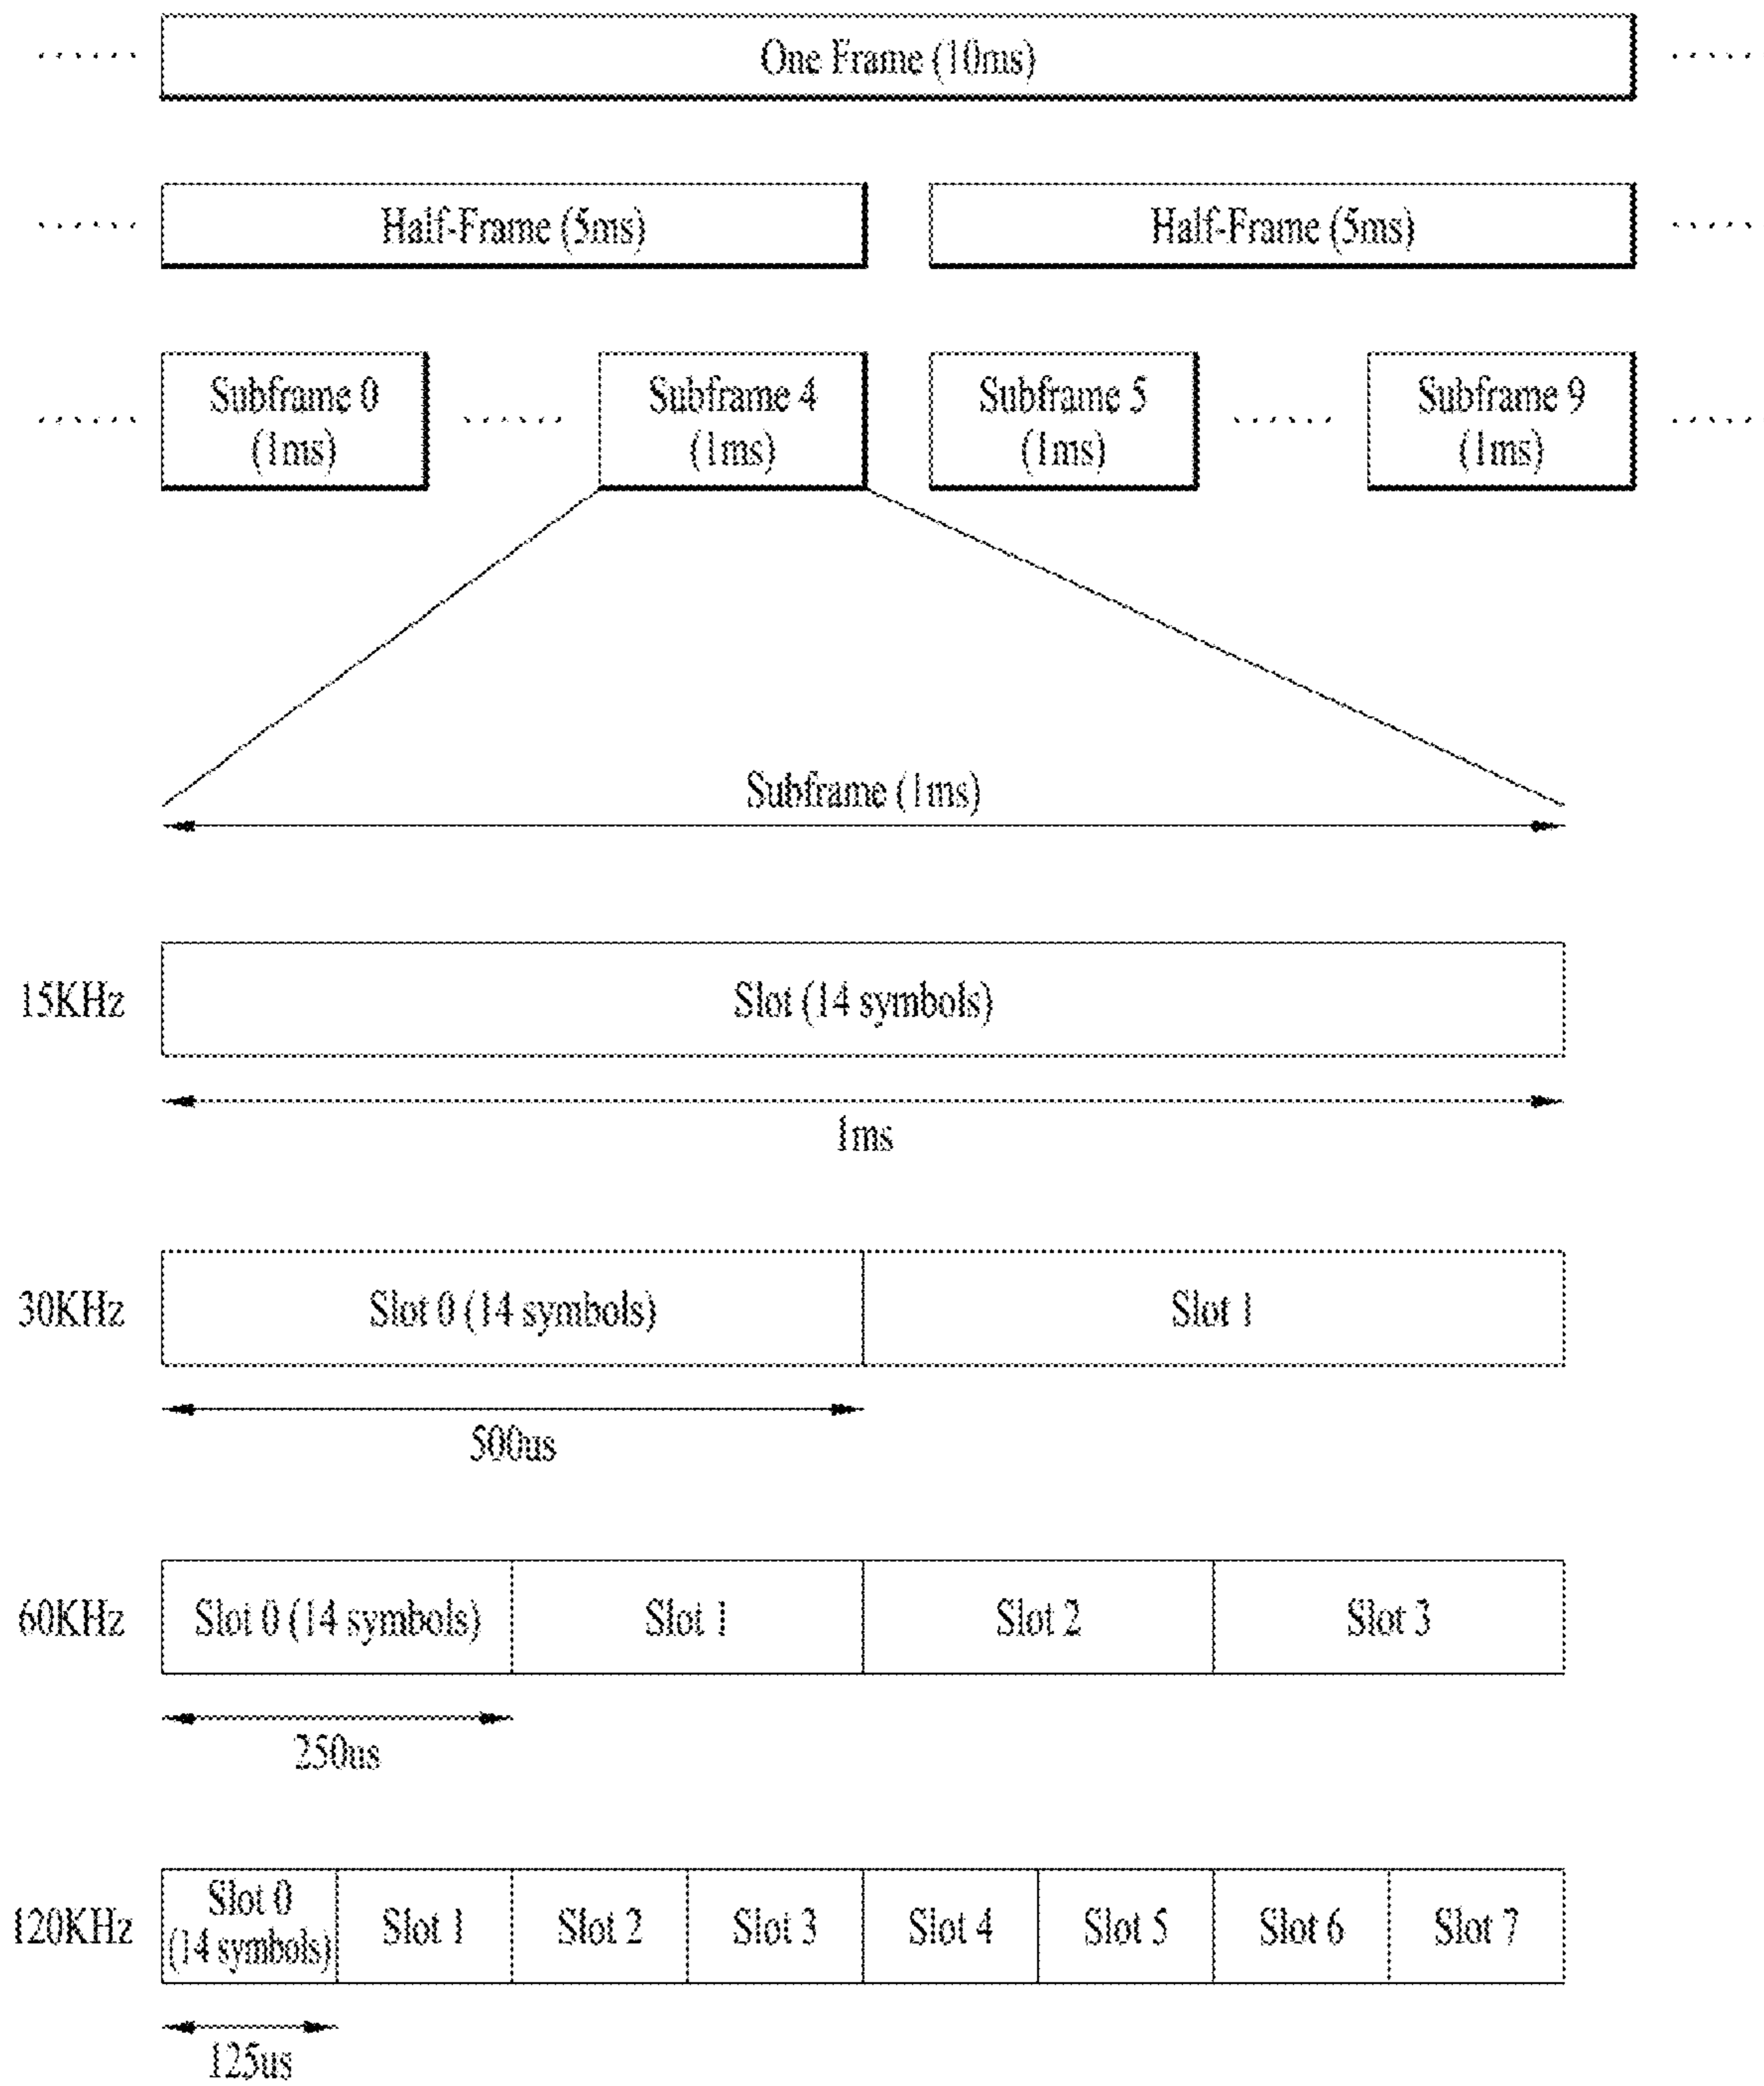 One Frame (10ms)
Half-Frame (5ms) Half-Frame (5ms)
Subframe 0 Subframe 4 Subframe 5 Subframe 9
(1ms) (1ms) (1ms) (1ms)
Subframe (1ms)
15KHz Slot (14 symbols)
1ms
30KHz Slot 0 (14 symbols) Slot 1
500us
60KHz Slot 0 (14 symbols) Slot 1 Slot 2 Slot 3
250us
120KHz Slot 0 (14 symbols) Slot 1 Slot 2 Slot 3 Slot 4 Slot 5 Slot 6 Slot 7
125us